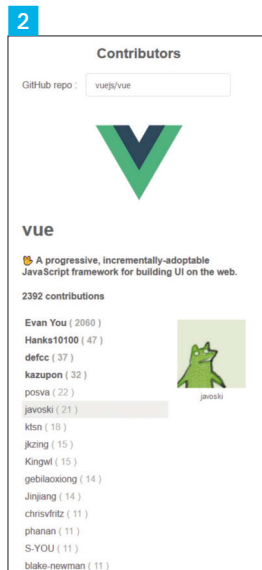 2
Contributors
GitHub repo : vuejs/vue
vue
🖖 A progressive, incrementally-adoptable
JavaScript framework for building UI on the web.
2392 contributions
Evan You ( 2060 )
Hanks10100 ( 47 )
defcc ( 37 )
kazupon ( 32 )
posva ( 22 )
javoski ( 21 )
javoski
ktsn ( 18 )
jkzing ( 15 )
Kingwl ( 15 )
gebilaoxiong ( 14 )
Jinjiang ( 14 )
chrisvfritz ( 11 )
phanan ( 11 )
S-YOU ( 11 )
blake-newman ( 11 )